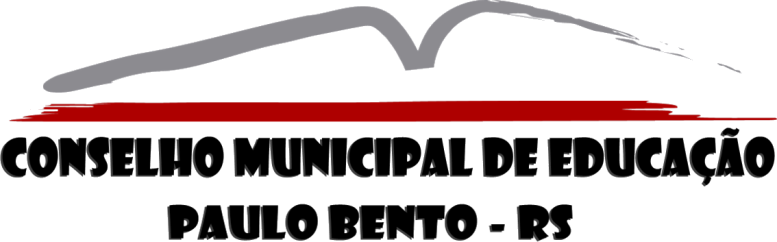 CONSELHO MUNICIPAL DE EDUCAÇÃO
PAULO BENTO - RS